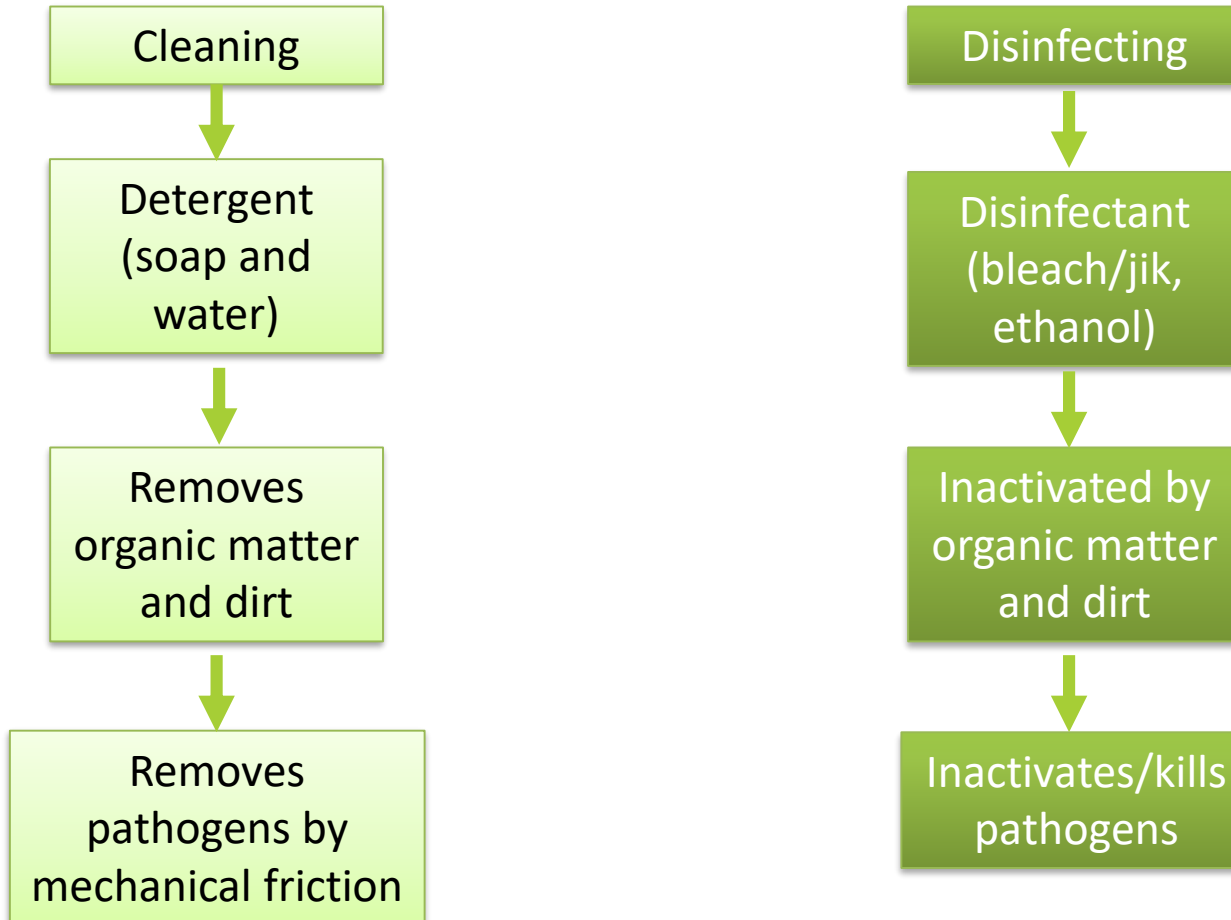 Cleaning
Detergent
(soap and
water)
Removes
organic matter
and dirt
Removes
pathogens by
mechanical friction
Disinfecting
Disinfectant
(bleach/jik,
ethanol)
Inactivated by
organic matter
and dirt
Inactivates/kills
pathogens